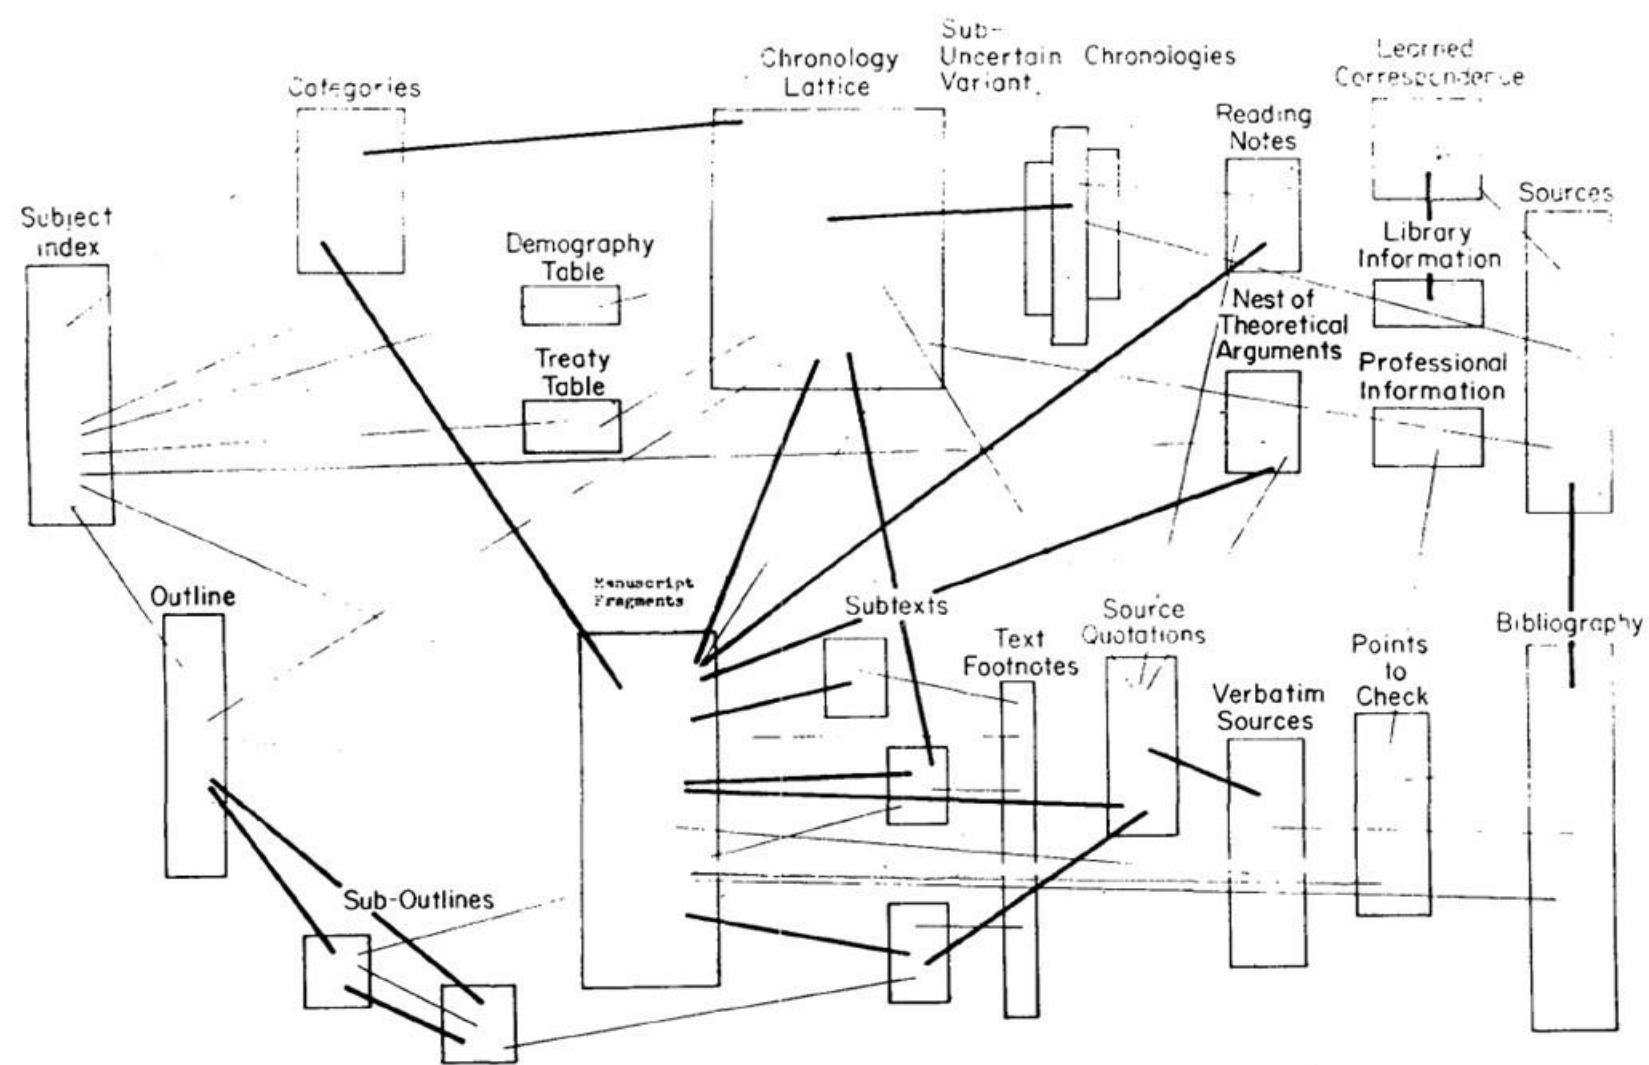 Sub-
Uncertain
Variant.
Chronologies
Learned
Correspondence
Chronology
Lattice
Categories
Reading
Notes
Sources
Subject
Index
Library
Information
Demography
Table
Nest of
Theoretical
Arguments
Treaty
Table
Professional
Information
Outline
Manuscript
Fragments
Subtexts
Source
Quotations
Text
Footnotes
Bibliography
Points
to
Check
Verbatim
Sources
Sub-Outlines